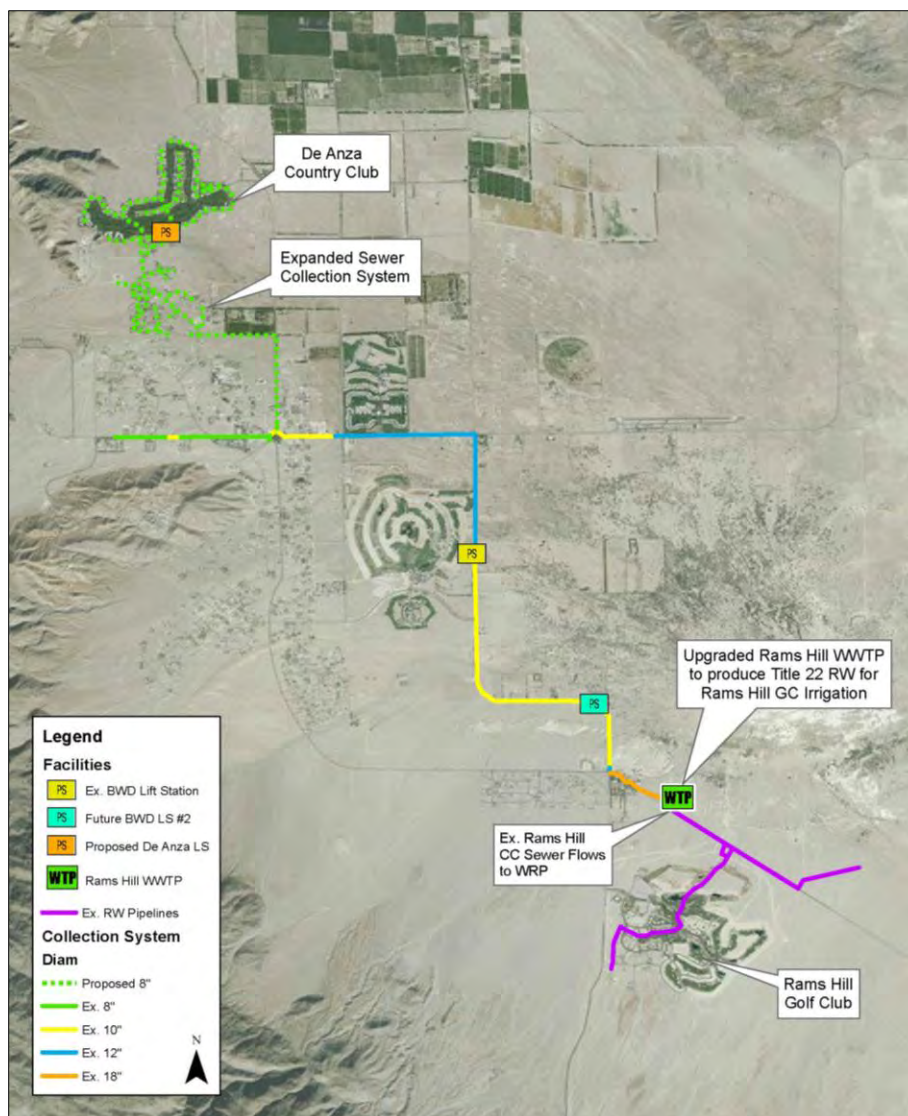 De Anza
Country Club
PS
Expanded Sewer
Collection System
PS
Upgraded Rams Hill WWTP
to produce Title 22 RW for
Rams Hill GC Irrigation
PS
WTP
Ex. Rams Hill
CC Sewer Flows
to WRP
Rams Hill
Golf Club
Legend
Facilities
PS Ex. BWD Lift Station
PS Future BWD LS #2
PS Proposed De Anza LS
WTP Rams Hill WWTP
Ex. RW Pipelines
Collection System
Diam
Proposed 8"
Ex. 8"
Ex. 10"
Ex. 12"
Ex. 18"
N